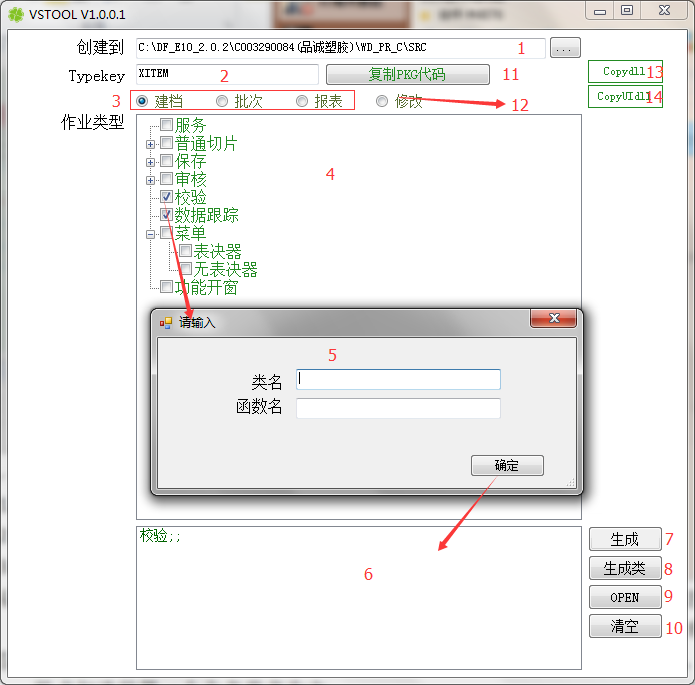 VSTOOL V1.0.0.1
创建到 C:\DF_E10_2.0.2\C003290084(品诚塑胶)\WD_PR_C\SRC 1 ...
Typekey XITEM 2 复制PKG代码 11 Copydll 13
3 建档 批次 报表 修改 12 CopyUIdll 14
作业类型
服务
普通切片
保存
4
审核
校验
数据跟踪
菜单
表决器
无表决器
功能开窗
请输入
5
类名
函数名
确定
校验;;
6
生成 7
生成类 8
OPEN 9
清空 10